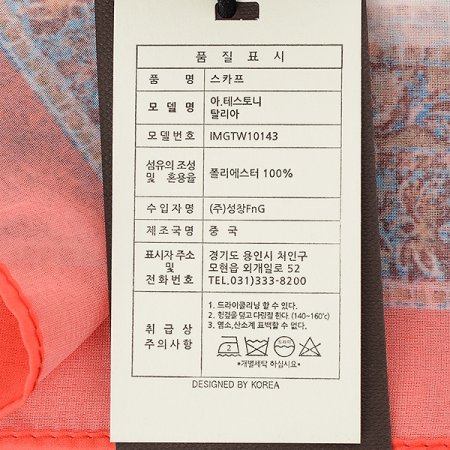 품 질 표 시
품 명 스카프
모 델 명 아.테스토니
탈리아
모 델 번 호 IMGTW10143
섬유의 조성
및 혼용율 폴리에스터 100%
수 입 자 명 (주)성창FnG
제 조 국 명 중 국
표시자 주소
및
전 화 번 호
경기도 용인시 처인구
모현읍 외개일로 52
TEL.031)333-8200
취 급 상
주 의 사 항
1. 드라이클리닝 할 수 있다.
2. 헝겊을 덮고 다림질 한다. (140~160℃)
3. 염소,산소계 표백할 수 없다.
2 드라이
*개별세탁 하십시요*
DESIGNED BY KOREA